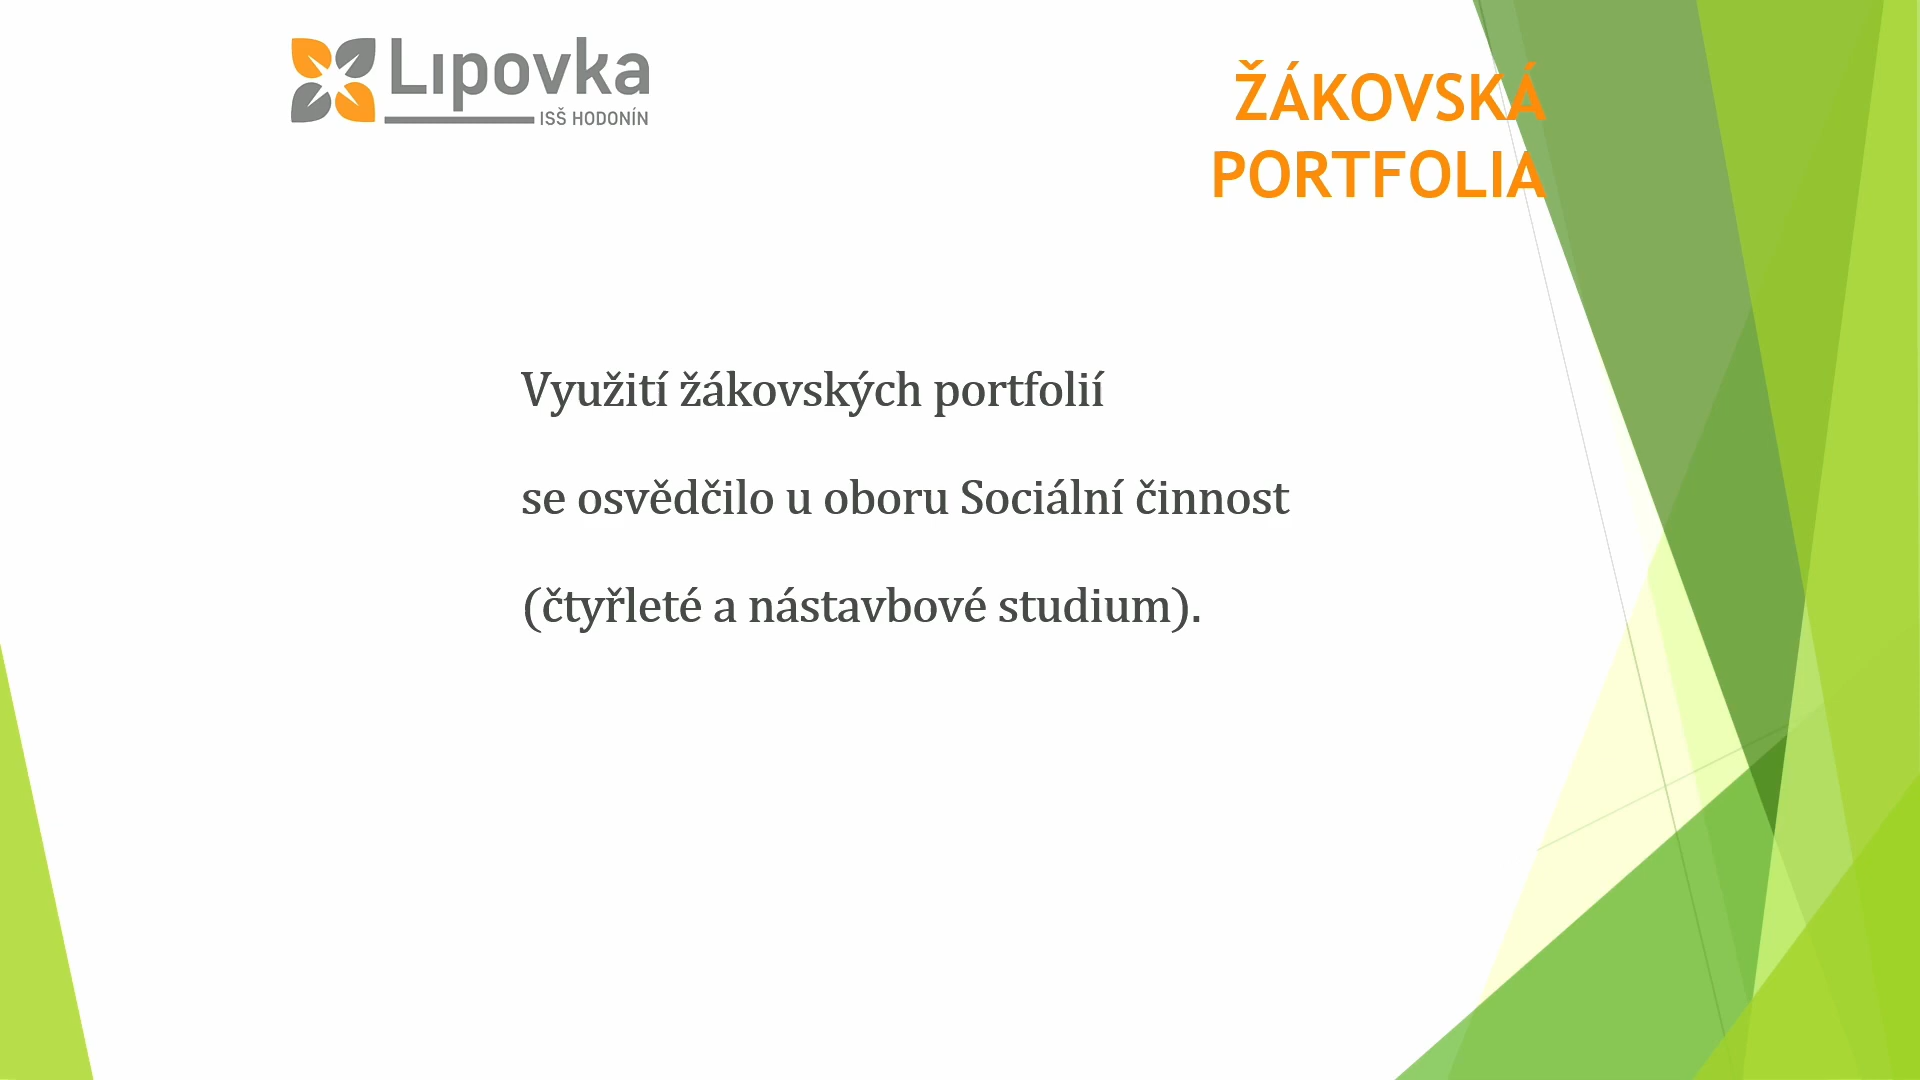 Lipovka
ISŠ HODONÍN
ŽÁKOVSKÁ
PORTFOLIA
Využití žákovských portfolií
se osvědčilo u oboru Sociální činnost
(čtyřleté a nástavbové studium).